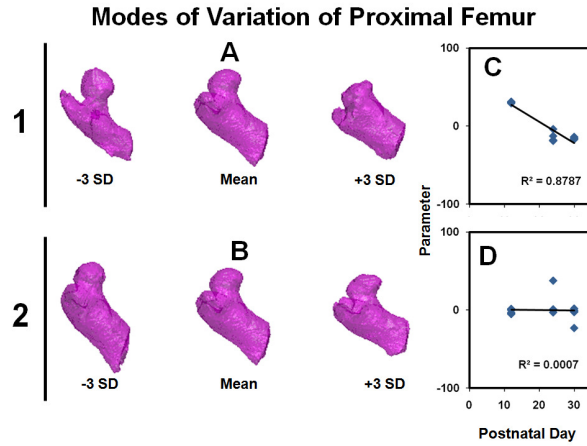 Modes of Variation of Proximal Femur
1
A
-3 SD Mean +3 SD
C
100
0
-100
R² = 0.8787
Parameter
2
B
-3 SD Mean +3 SD
D
100
0
-100
R² = 0.0007
0 10 20 30
Postnatal Day